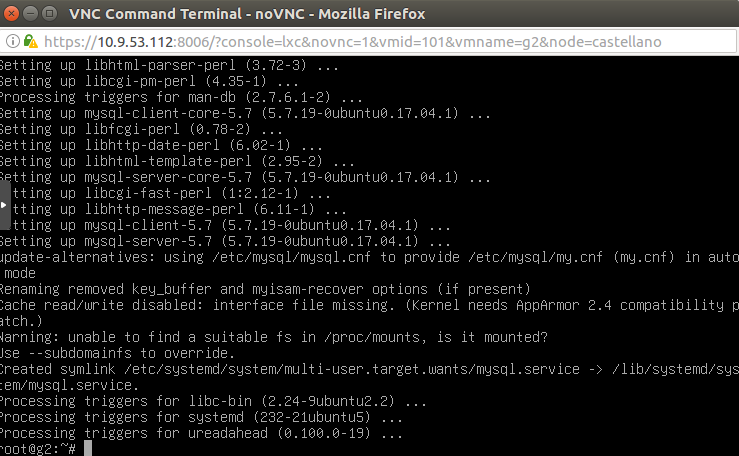 VNC Command Terminal - noVNC - Mozilla Firefox
https://10.9.53.112:8006/?console=lxc&novnc=1&vmid=101&vmname=g2&node=castellano
Setting up libhtml-parser-perl (3.72-3) ...
Setting up libcgi-pm-perl (4.35-1) ...
Processing triggers for man-db (2.7.6.1-2) ...
Setting up mysql-client-core-5.7 (5.7.19-0ubuntu0.17.04.1) ...
Setting up libfcgi-perl (0.78-2) ...
Setting up libhttp-date-perl (6.02-1) ...
Setting up libhtml-template-perl (2.95-2) ...
Setting up mysql-server-core-5.7 (5.7.19-0ubuntu0.17.04.1) ...
etting up libcgi-fast-perl (1:2.12-1) ...
etting up libhttp-message-perl (6.11-1) ...
etting up mysql-client-5.7 (5.7.19-0ubuntu0.17.04.1) ...
Setting up mysql-server-5.7 (5.7.19-0ubuntu0.17.04.1) ...
update-alternatives: using /etc/mysql/mysql.cnf to provide /etc/mysql/my.cnf (my.cnf) in auto
mode
Renaming removed key_buffer and myisam-recover options (if present)
Cache read/write disabled: interface file missing. (Kernel needs AppArmor 2.4 compatibility p
atch.)
Warning: unable to find a suitable fs in /proc/mounts, is it mounted?
Use --subdomainfs to override.
Created symlink /etc/systemd/system/multi-user.target.wants/mysql.service -> /lib/systemd/sys
tem/mysql.service.
Processing triggers for libc-bin (2.24-9ubuntu2.2) ...
Processing triggers for systemd (232-21ubuntu5) ...
Processing triggers for ureadahead (0.100.0-19) ...
root@g2:~#